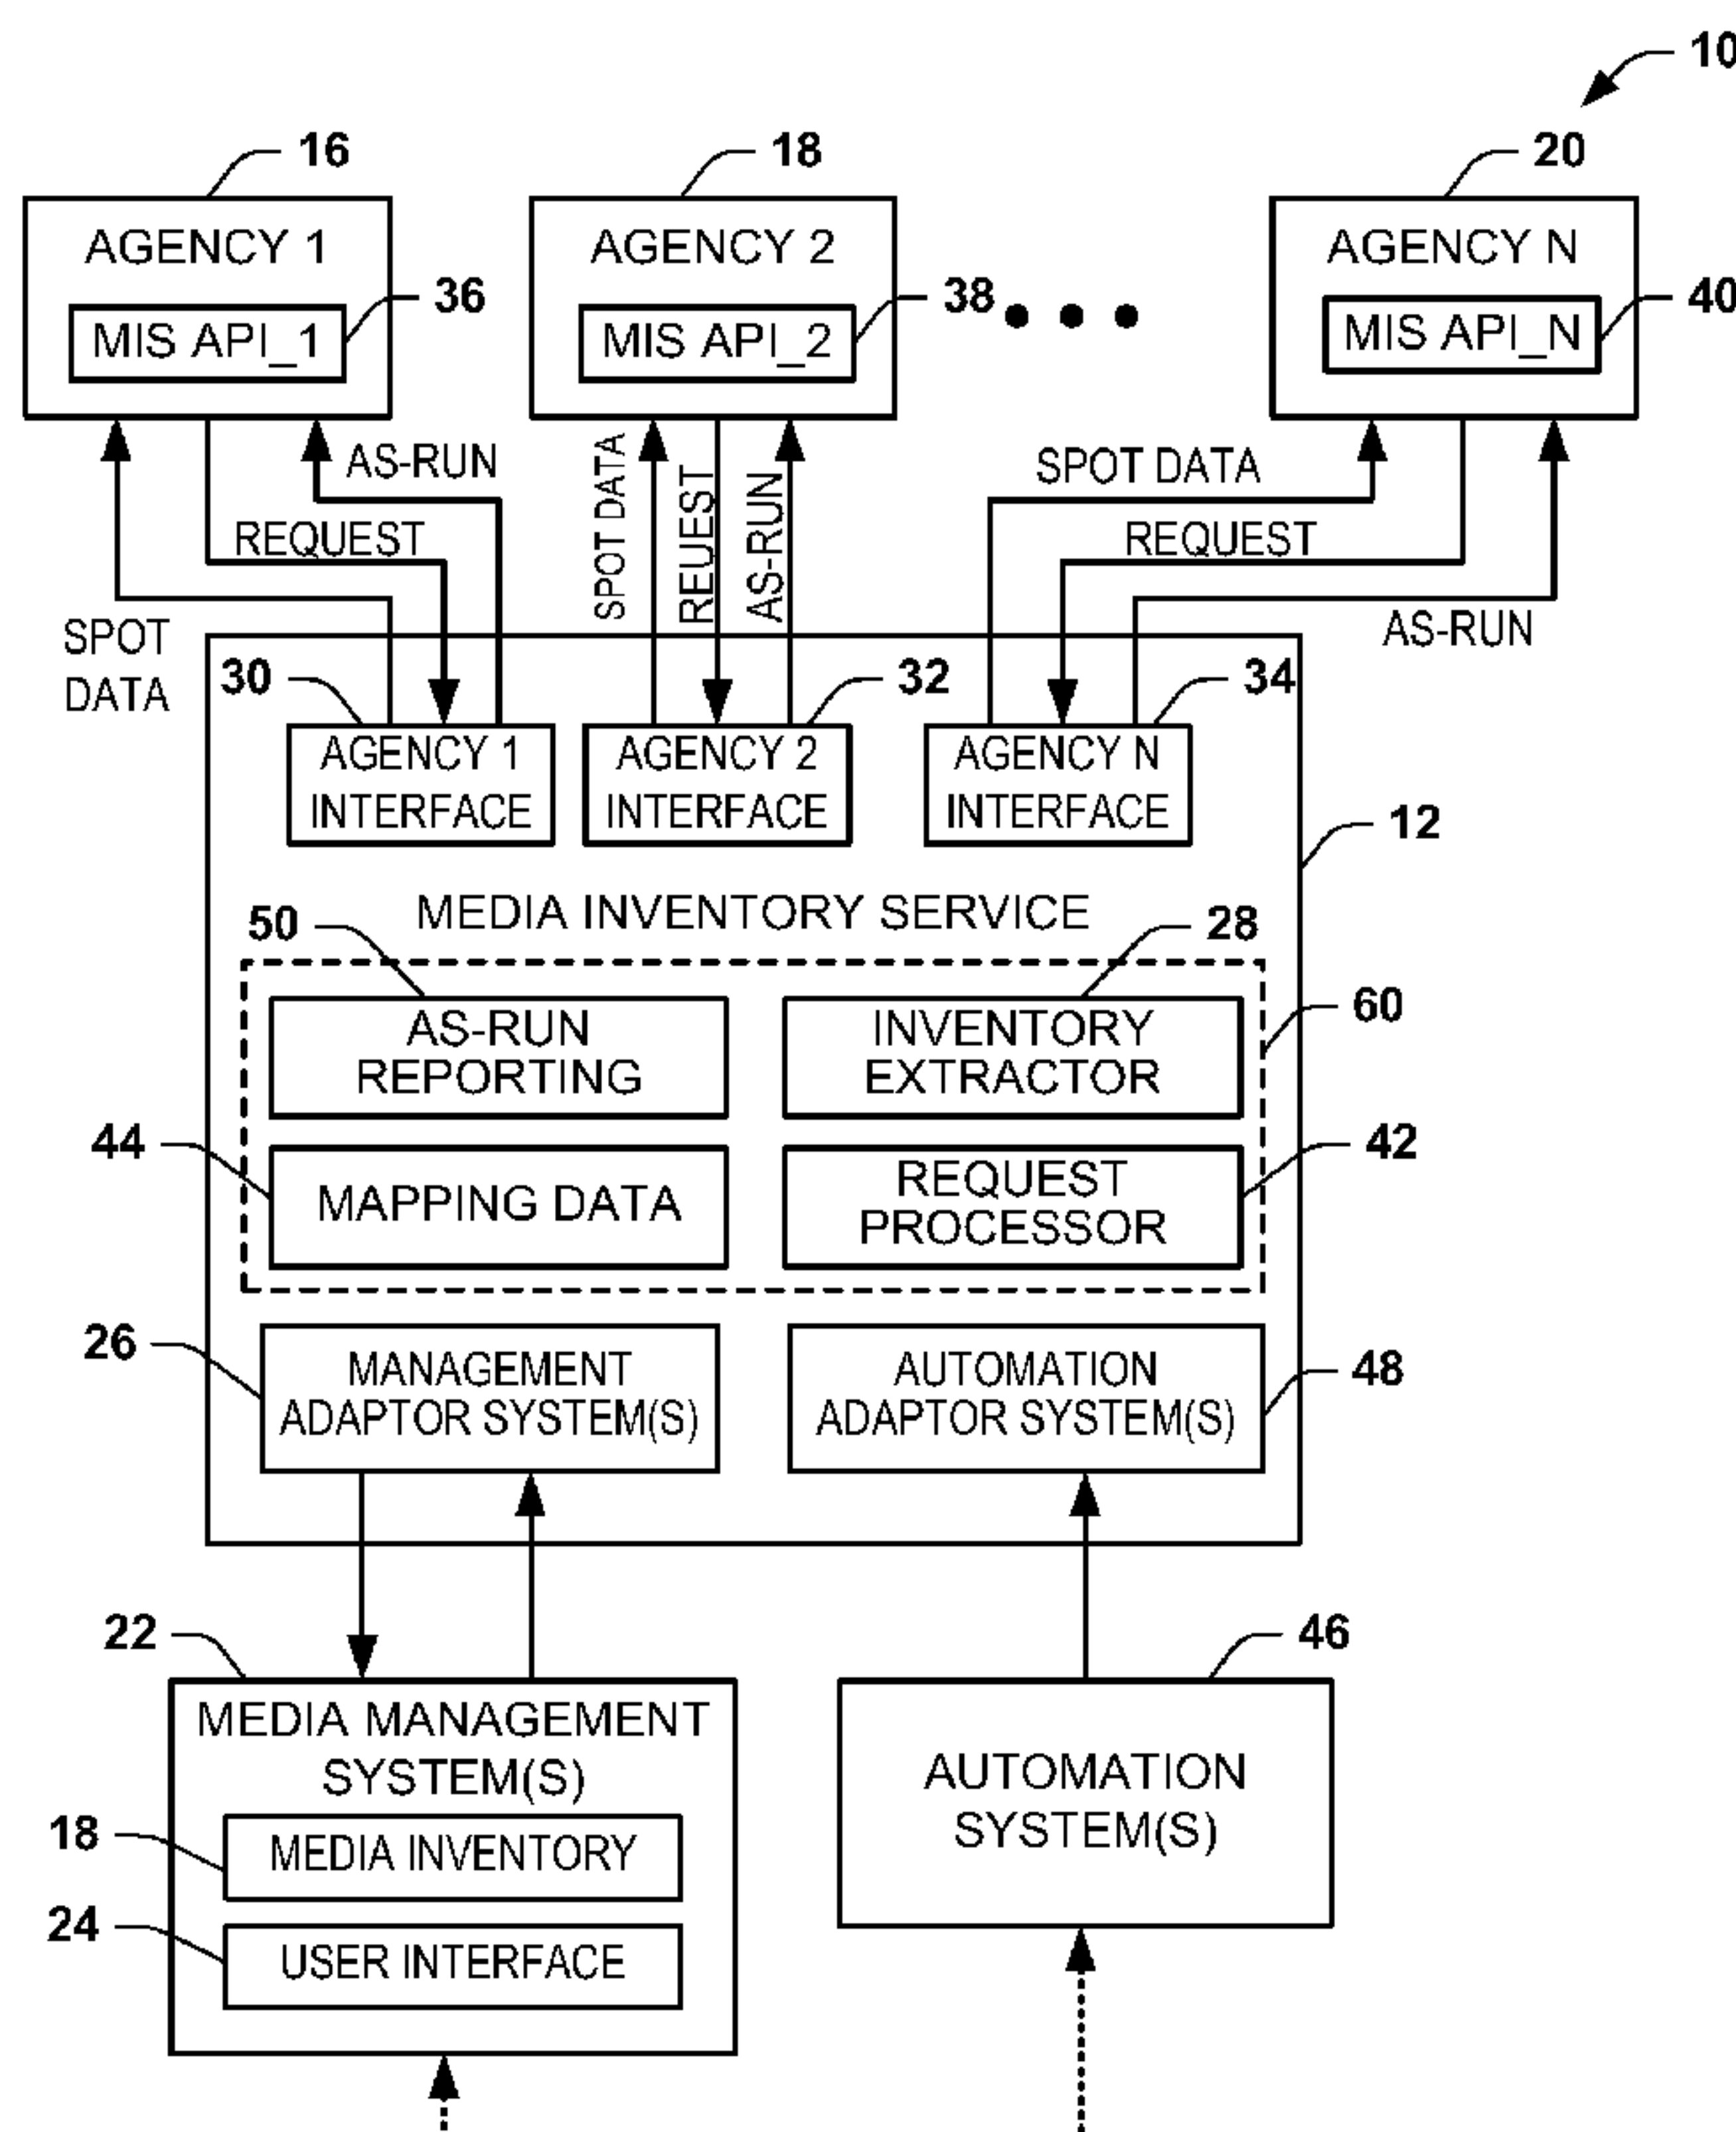 10
16
18
20
AGENCY 1
AGENCY 2
AGENCY N
36
38
40
MIS API_1
MIS API_2
MIS API_N
AS-RUN
REQUEST
SPOT
DATA
SPOT DATA
REUEST
AS-RUN
SPOT DATA
REQUEST
AS-RUN
30
32
34
AGENCY 1
INTERFACE
AGENCY 2
INTERFACE
AGENCY N
INTERFACE
12
MEDIA INVENTORY SERVICE
50
28
60
AS-RUN
REPORTING
INVENTORY
EXTRACTOR
44
42
MAPPING DATA
REQUEST
PROCESSOR
26
48
MANAGEMENT
ADAPTOR SYSTEM(S)
AUTOMATION
ADAPTOR SYSTEM(S)
22
46
MEDIA MANAGEMENT
SYSTEM(S)
AUTOMATION
SYSTEM(S)
18
MEDIA INVENTORY
24
USER INTERFACE